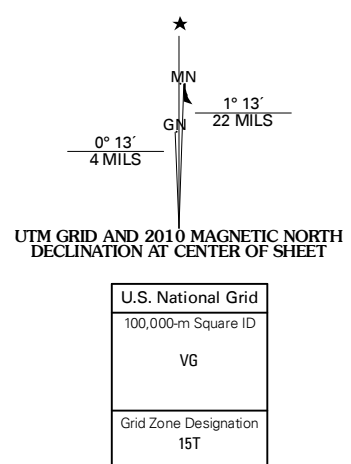 ★
MN
1° 13´
22 MILS
GN
0° 13´
4 MILS
UTM GRID AND 2010 MAGNETIC NORTH
DECLINATION AT CENTER OF SHEET
U.S. National Grid
100,000-m Square ID
VG
Grid Zone Designation
15T